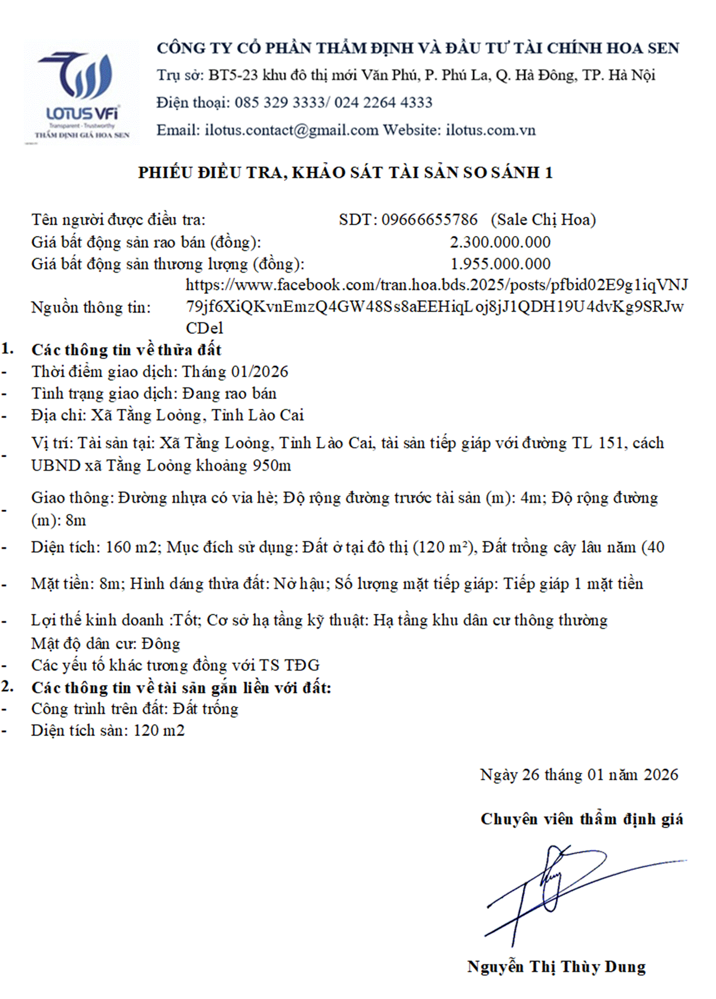 LOTUS VFi
Transparent - Trustworthy
THẨM ĐỊNH GIÁ HOA SEN
CÔNG TY CỔ PHẦN THẨM ĐỊNH VÀ ĐẦU TƯ TÀI CHÍNH HOA SEN
Trụ sở: BT5-23 khu đô thị mới Văn Phú, P. Phú La, Q. Hà Đông, TP. Hà Nội
Điện thoại: 085 329 3333/ 024 2264 4333
Email: ilotus.contact@gmail.com Website: ilotus.com.vn
PHIẾU ĐIỀU TRA, KHẢO SÁT TÀI SẢN SO SÁNH 1
Tên người được điều tra: SDT: 09666655786 (Sale Chị Hoa)
Giá bất động sản rao bán (đồng): 2.300.000.000
Giá bất động sản thương lượng (đồng): 1.955.000.000
Nguồn thông tin: https://www.facebook.com/tran.hoa.bds.2025/posts/pfbid02E9g1iqVNJ
79jf6XiQKvnEmzQ4GW48Ss8aEEHiqLoj8jJ1QDH19U4dvKg9SRJw
CDel
1. Các thông tin về thửa đất
- Thời điểm giao dịch: Tháng 01/2026
- Tình trạng giao dịch: Đang rao bán
- Địa chỉ: Xã Tằng Loỏng, Tỉnh Lào Cai
- Vị trí: Tài sản tại: Xã Tằng Loỏng, Tỉnh Lào Cai, tài sản tiếp giáp với đường TL 151, cách
UBND xã Tằng Loỏng khoảng 950m
- Giao thông: Đường nhựa có vỉa hè; Độ rộng đường trước tài sản (m): 4m; Độ rộng đường
(m): 8m
- Diện tích: 160 m2; Mục đích sử dụng: Đất ở tại đô thị (120 m²), Đất trồng cây lâu năm (40
- Mặt tiền: 8m; Hình dáng thửa đất: Nở hậu; Số lượng mặt tiếp giáp: Tiếp giáp 1 mặt tiền
- Lợi thế kinh doanh :Tốt; Cơ sở hạ tầng kỹ thuật: Hạ tầng khu dân cư thông thường
Mật độ dân cư: Đông
- Các yếu tố khác tương đồng với TS TĐG
2. Các thông tin về tài sản gắn liền với đất:
- Công trình trên đất: Đất trống
- Diện tích sàn: 120 m2
Ngày 26 tháng 01 năm 2026
Chuyên viên thẩm định giá
Nguyễn Thị Thùy Dung